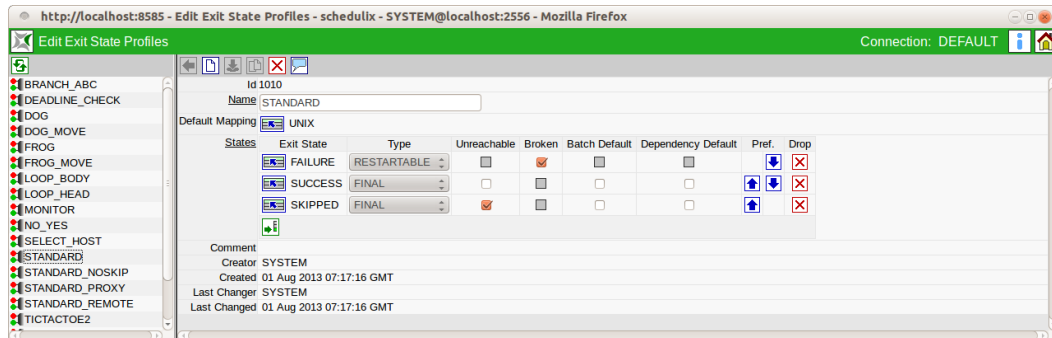 http://localhost:8585 - Edit Exit State Profiles - schedulix - SYSTEM@localhost:2556 - Mozilla Firefox
Edit Exit State Profiles
Connection: DEFAULT
BRANCH_ABC
DEADLINE_CHECK
DOG
DOG_MOVE
FROG
FROG_MOVE
LOOP_BODY
LOOP_HEAD
MONITOR
NO_YES
SELECT_HOST
STANDARD
STANDARD_NOSKIP
STANDARD_PROXY
STANDARD_REMOTE
TICTACTOE2
Id 1010
Name STANDARD
Default Mapping UNIX
States Exit State Type Unreachable Broken Batch Default Dependency Default Pref. Drop
FAILURE RESTARTABLE
SUCCESS FINAL
SKIPPED FINAL
Comment
Creator SYSTEM
Created 01 Aug 2013 07:17:16 GMT
Last Changer SYSTEM
Last Changed 01 Aug 2013 07:17:16 GMT